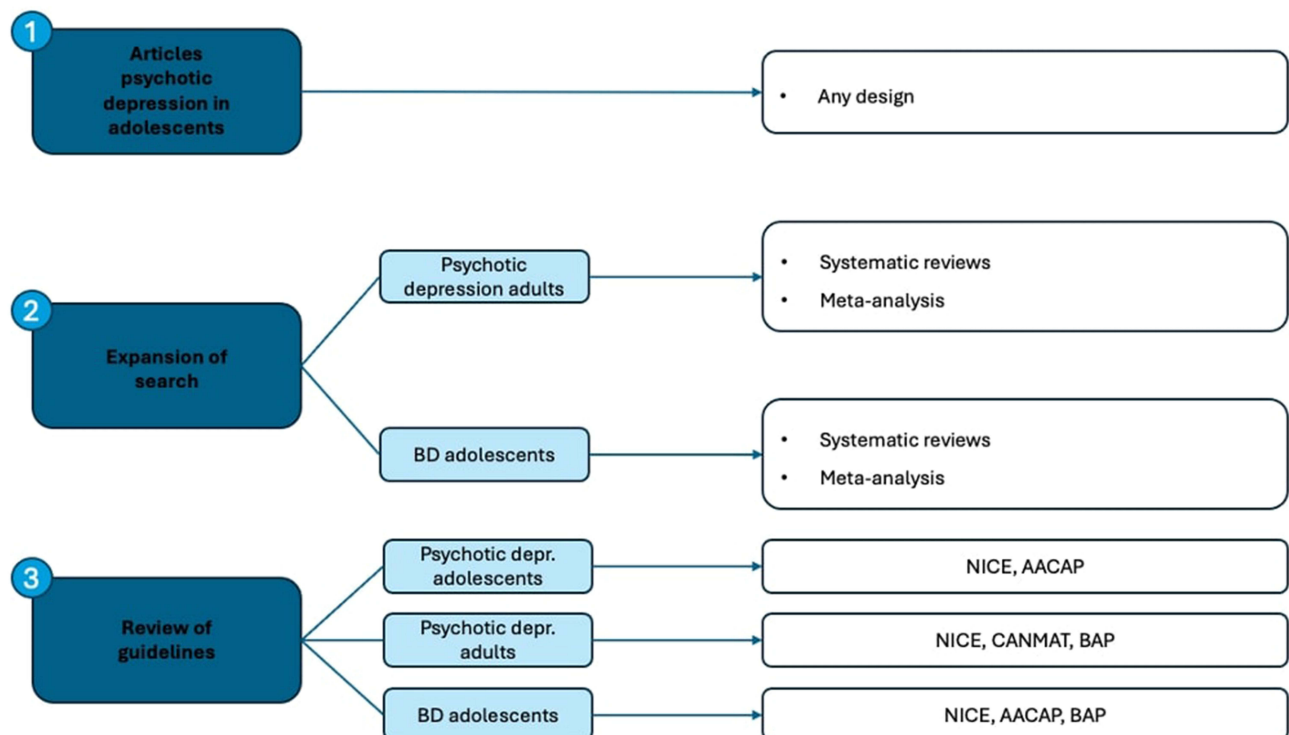 1
Articles
psychotic
depression in
adolescents
• Any design
2
Expansion of
search
Psychotic
depression adults
• Systematic reviews
• Meta-analysis
BD adolescents
• Systematic reviews
• Meta-analysis
3
Review of
guidelines
Psychotic depr.
adolescents
NICE, AACAP
Psychotic depr.
adults
NICE, CANMAT, BAP
BD adolescents
NICE, AACAP, BAP